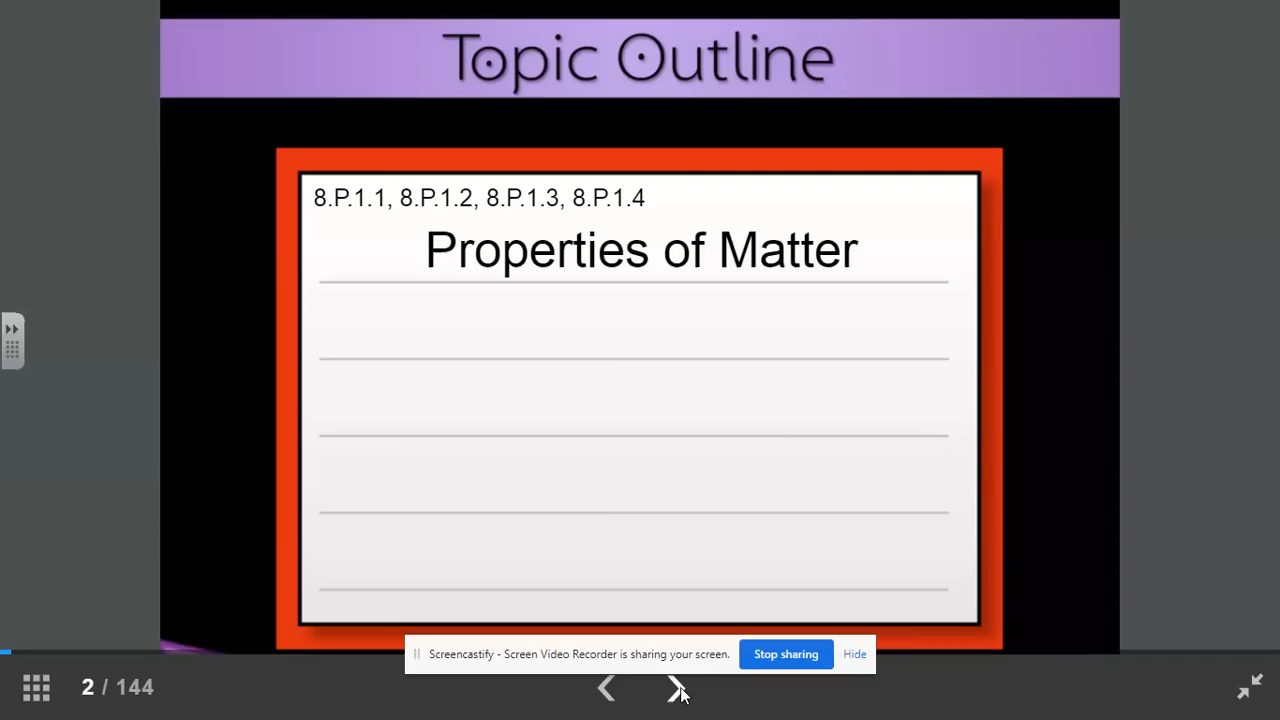 Topic Outline
8.P.1.1, 8.P.1.2, 8.P.1.3, 8.P.1.4
Properties of Matter
Screencastify - Screen Video Recorder is sharing your screen. Stop sharing Hide
2 / 144